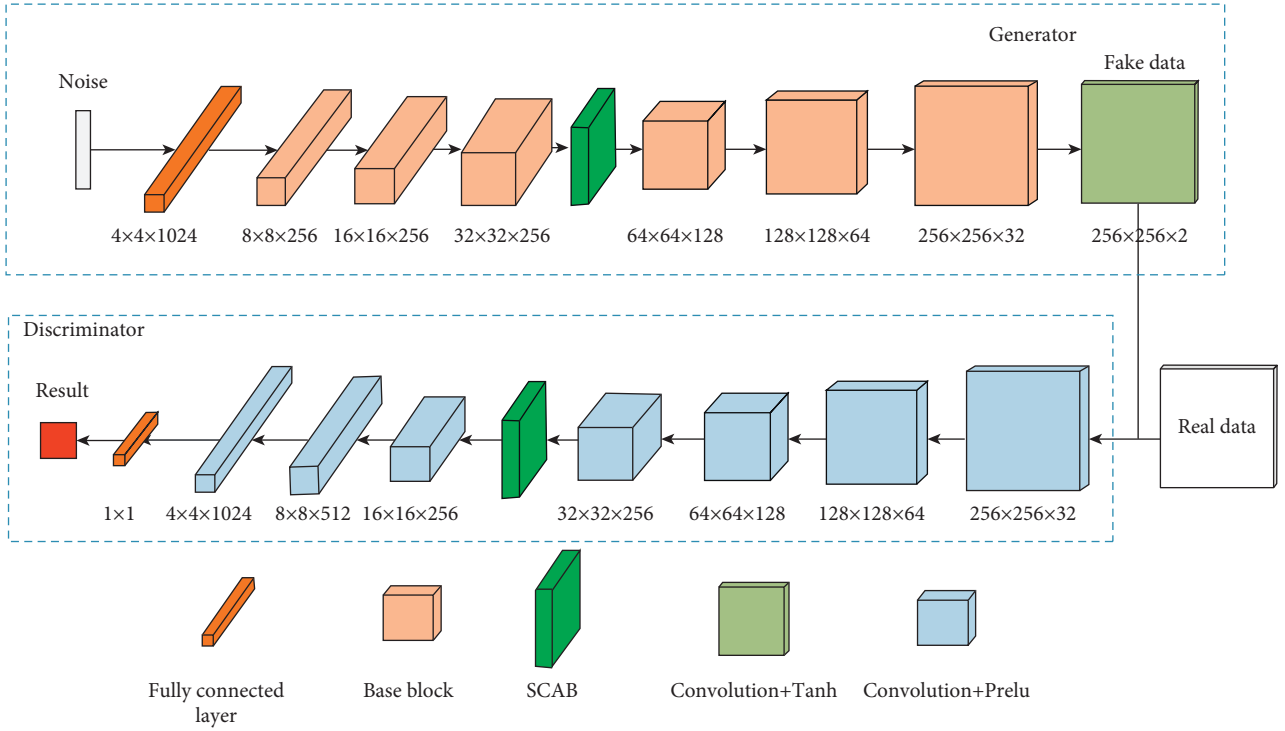 Generator
Noise
Fake data
4×4×1024
8×8×256
16×16×256
32×32×256
64×64×128
128×128×64
256×256×32
256×256×2
Discriminator
Result
Real data
1×1
4×4×1024
8×8×512
16×16×256
32×32×256
64×64×128
128×128×64
256×256×32
Fully connected
layer
Base block
SCAB
Convolution+Tanh
Convolution+Prelu